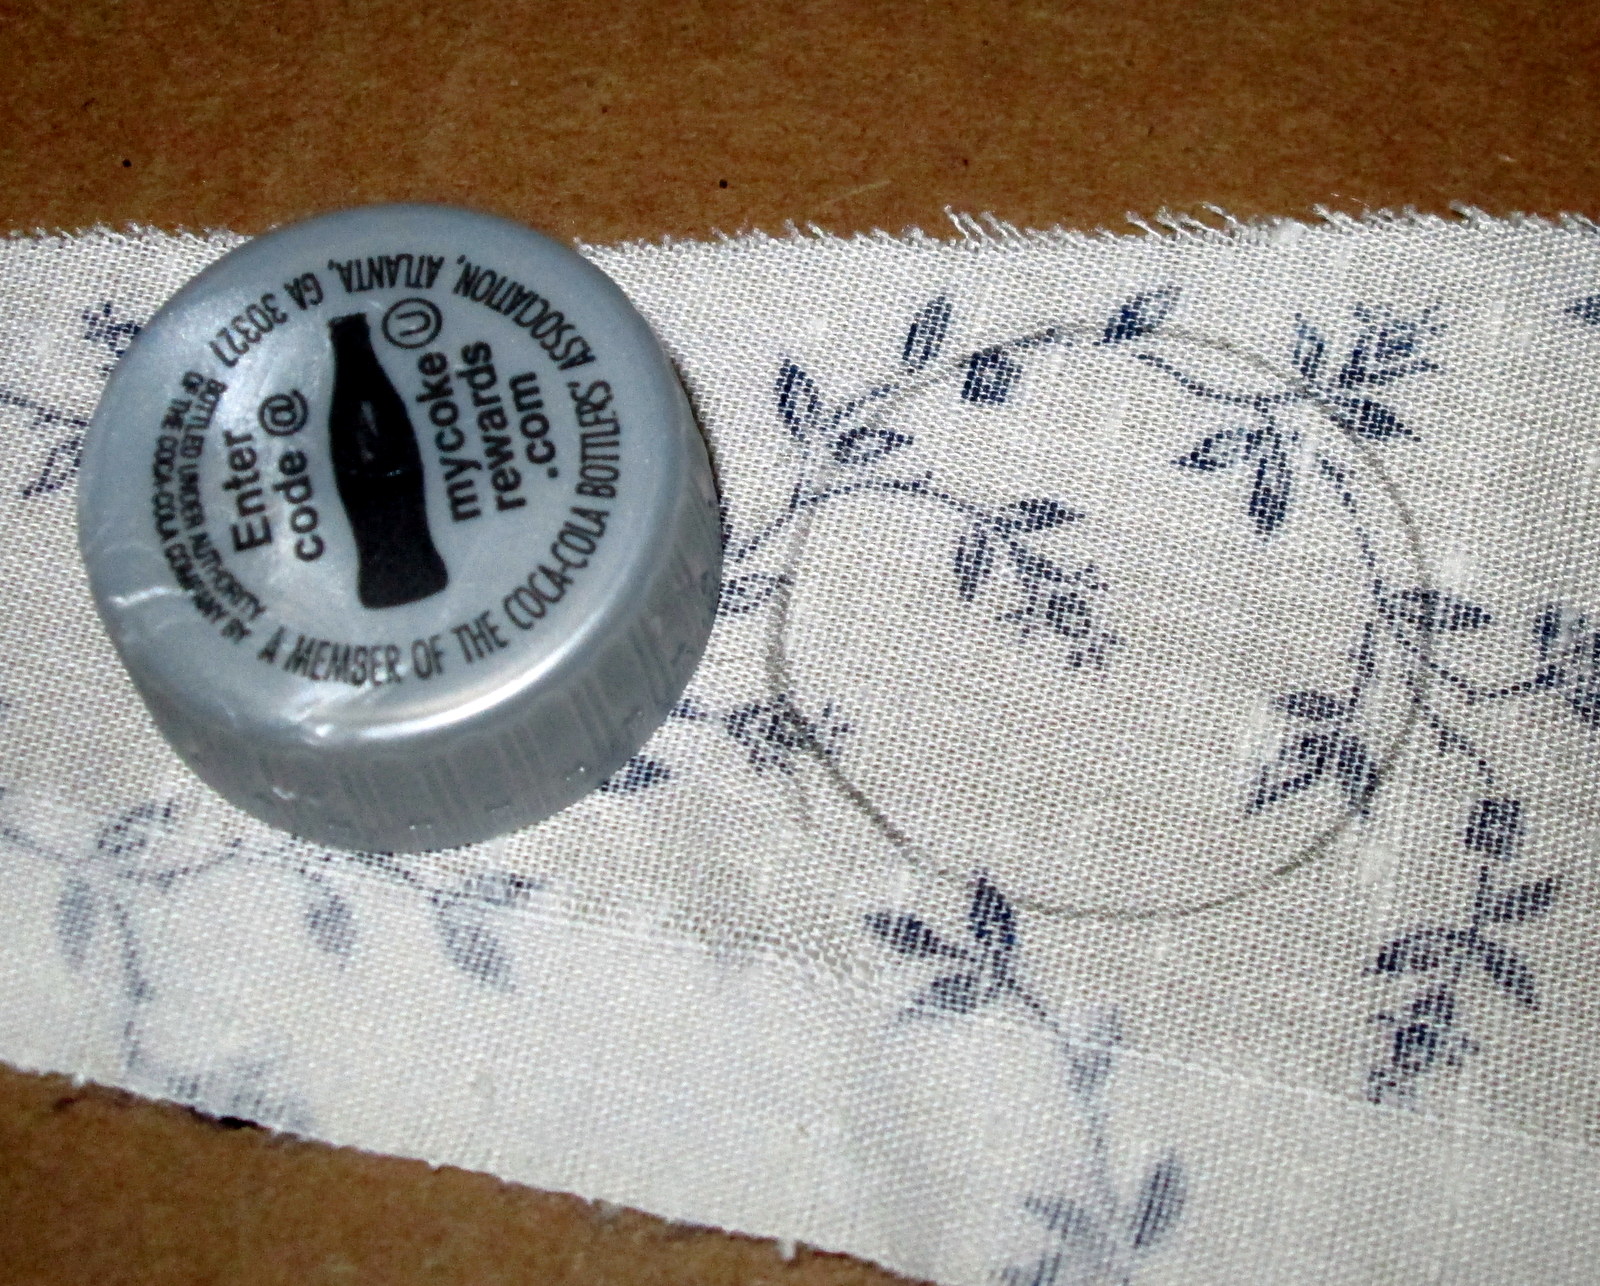 Enter
code @
mycoke
rewards
.com
U
BOTTLED UNDER AUTHORITY
OF THE COCA-COLA COMPANY BY
A MEMBER OF THE COCA-COLA BOTTLERS' ASSOCIATION, ATLANTA, GA 30327